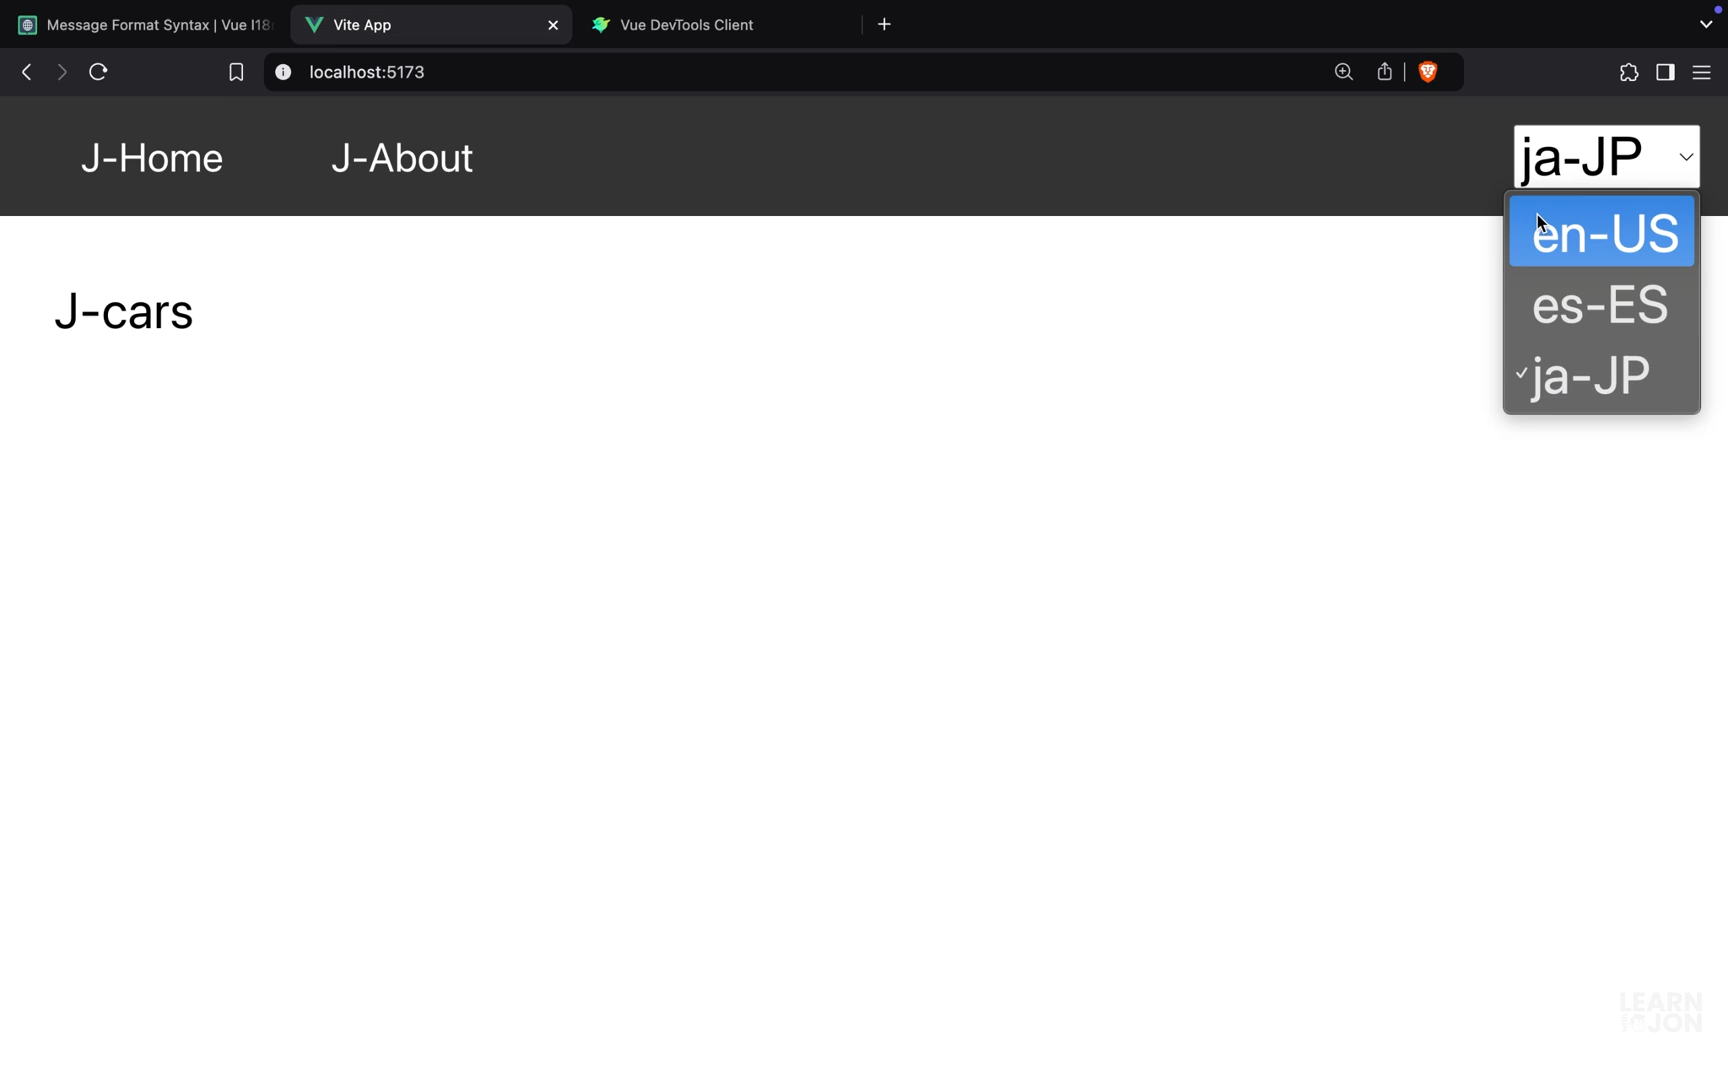 Message Format Syntax | Vue I18
Vite App
Vue DevTools Client
localhost:5173
J-Home
J-About
ja-JP
en-US
es-ES
ja-JP
J-cars
LEARN
JON